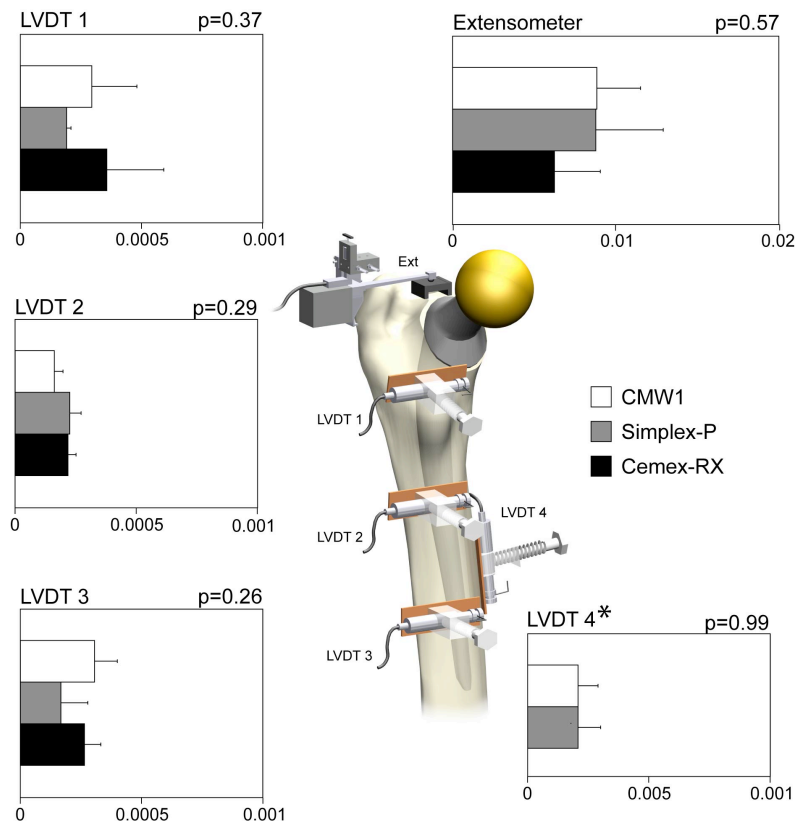 LVDT 1 p=0.37
0 0.0005 0.001
Extensometer p=0.57
0 0.01 0.02
Ext
LVDT 2 p=0.29
0 0.0005 0.001
LVDT 1
LVDT 2
LVDT 4
LVDT 3
CMW1
Simplex-P
Cemex-RX
LVDT 3 p=0.26
0 0.0005 0.001
LVDT 4* p=0.99
0 0.005 0.001